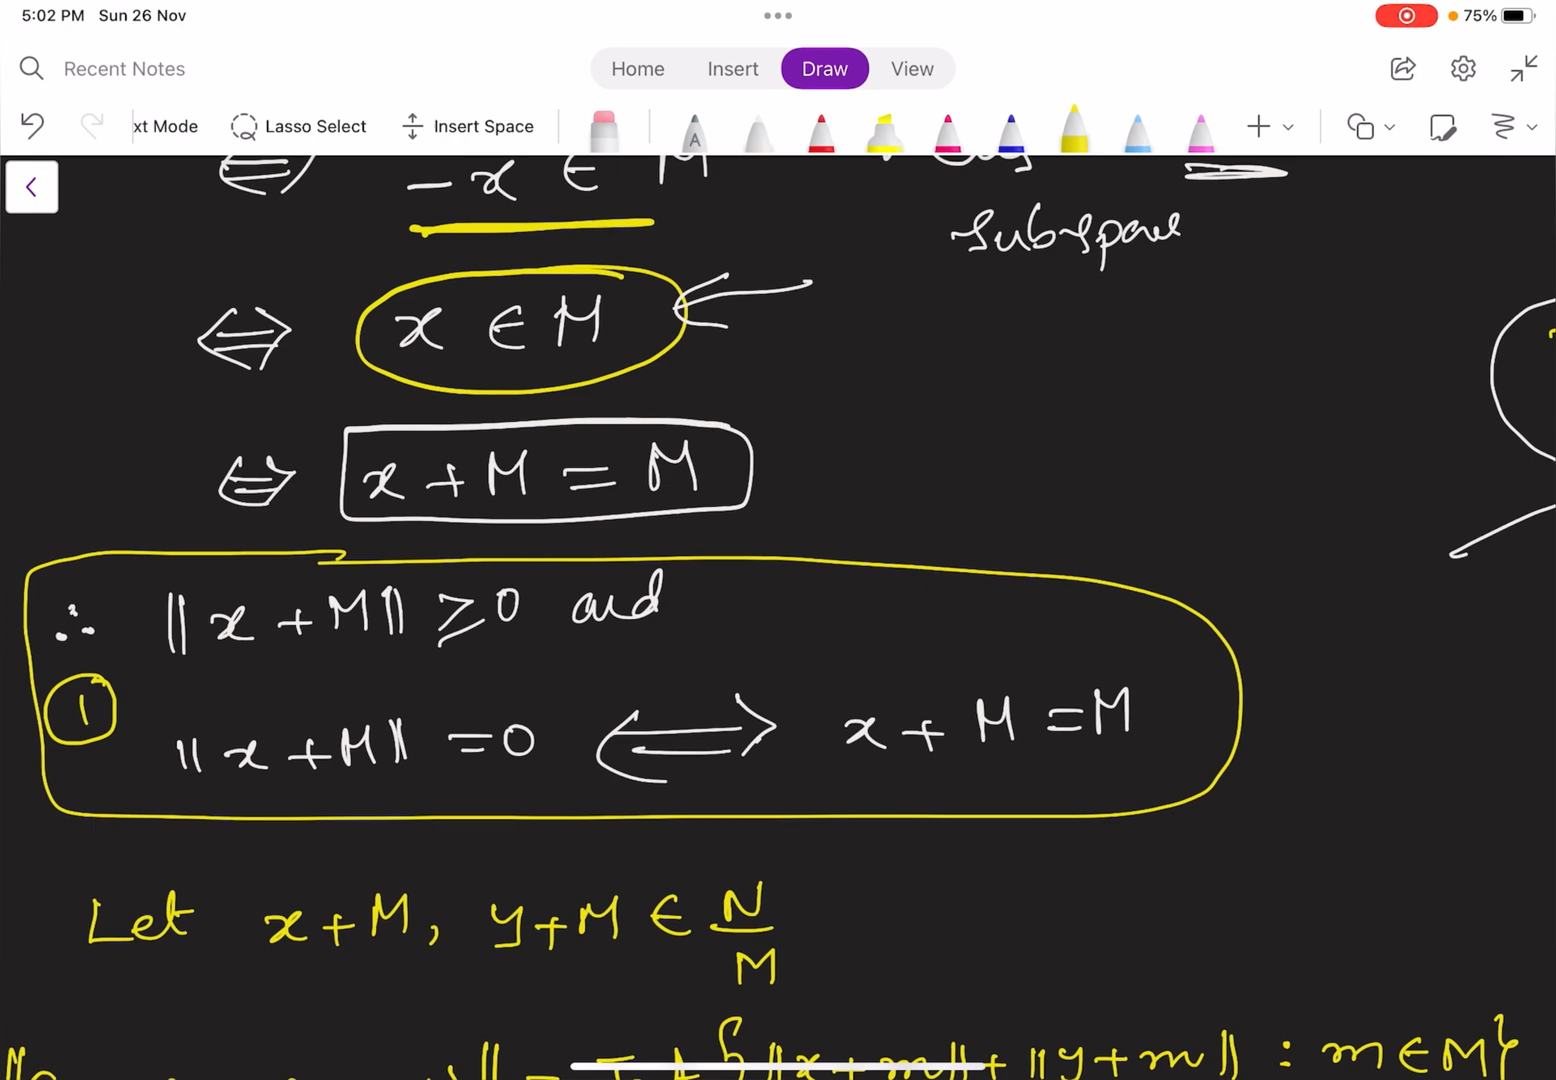 5:02 PM Sun 26 Nov
75%
Recent Notes
Home Insert Draw View
xt Mode Lasso Select Insert Space
A
⇔ -x ∈ M
subspace
⇔ x ∈ M
⇔ x + M = M
∴ ||x + M|| ≥ 0 and
① ||x + M|| = 0 ⇔ x + M = M
Let x + M, y + M ∈ N/M
||x + m|| + ||y + m|| : m ∈ M}